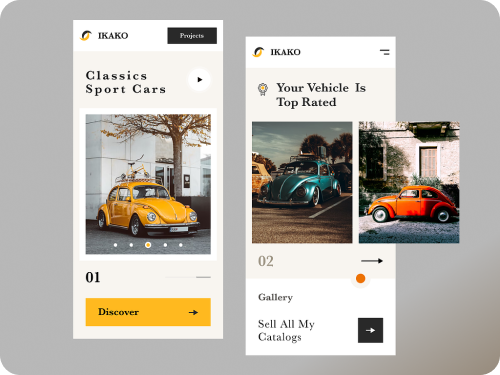 IKAKO
Projects
Classics
Sport Cars
01
Discover
IKAKO
Your Vehicle Is
Top Rated
02
Gallery
Sell All My
Catalogs